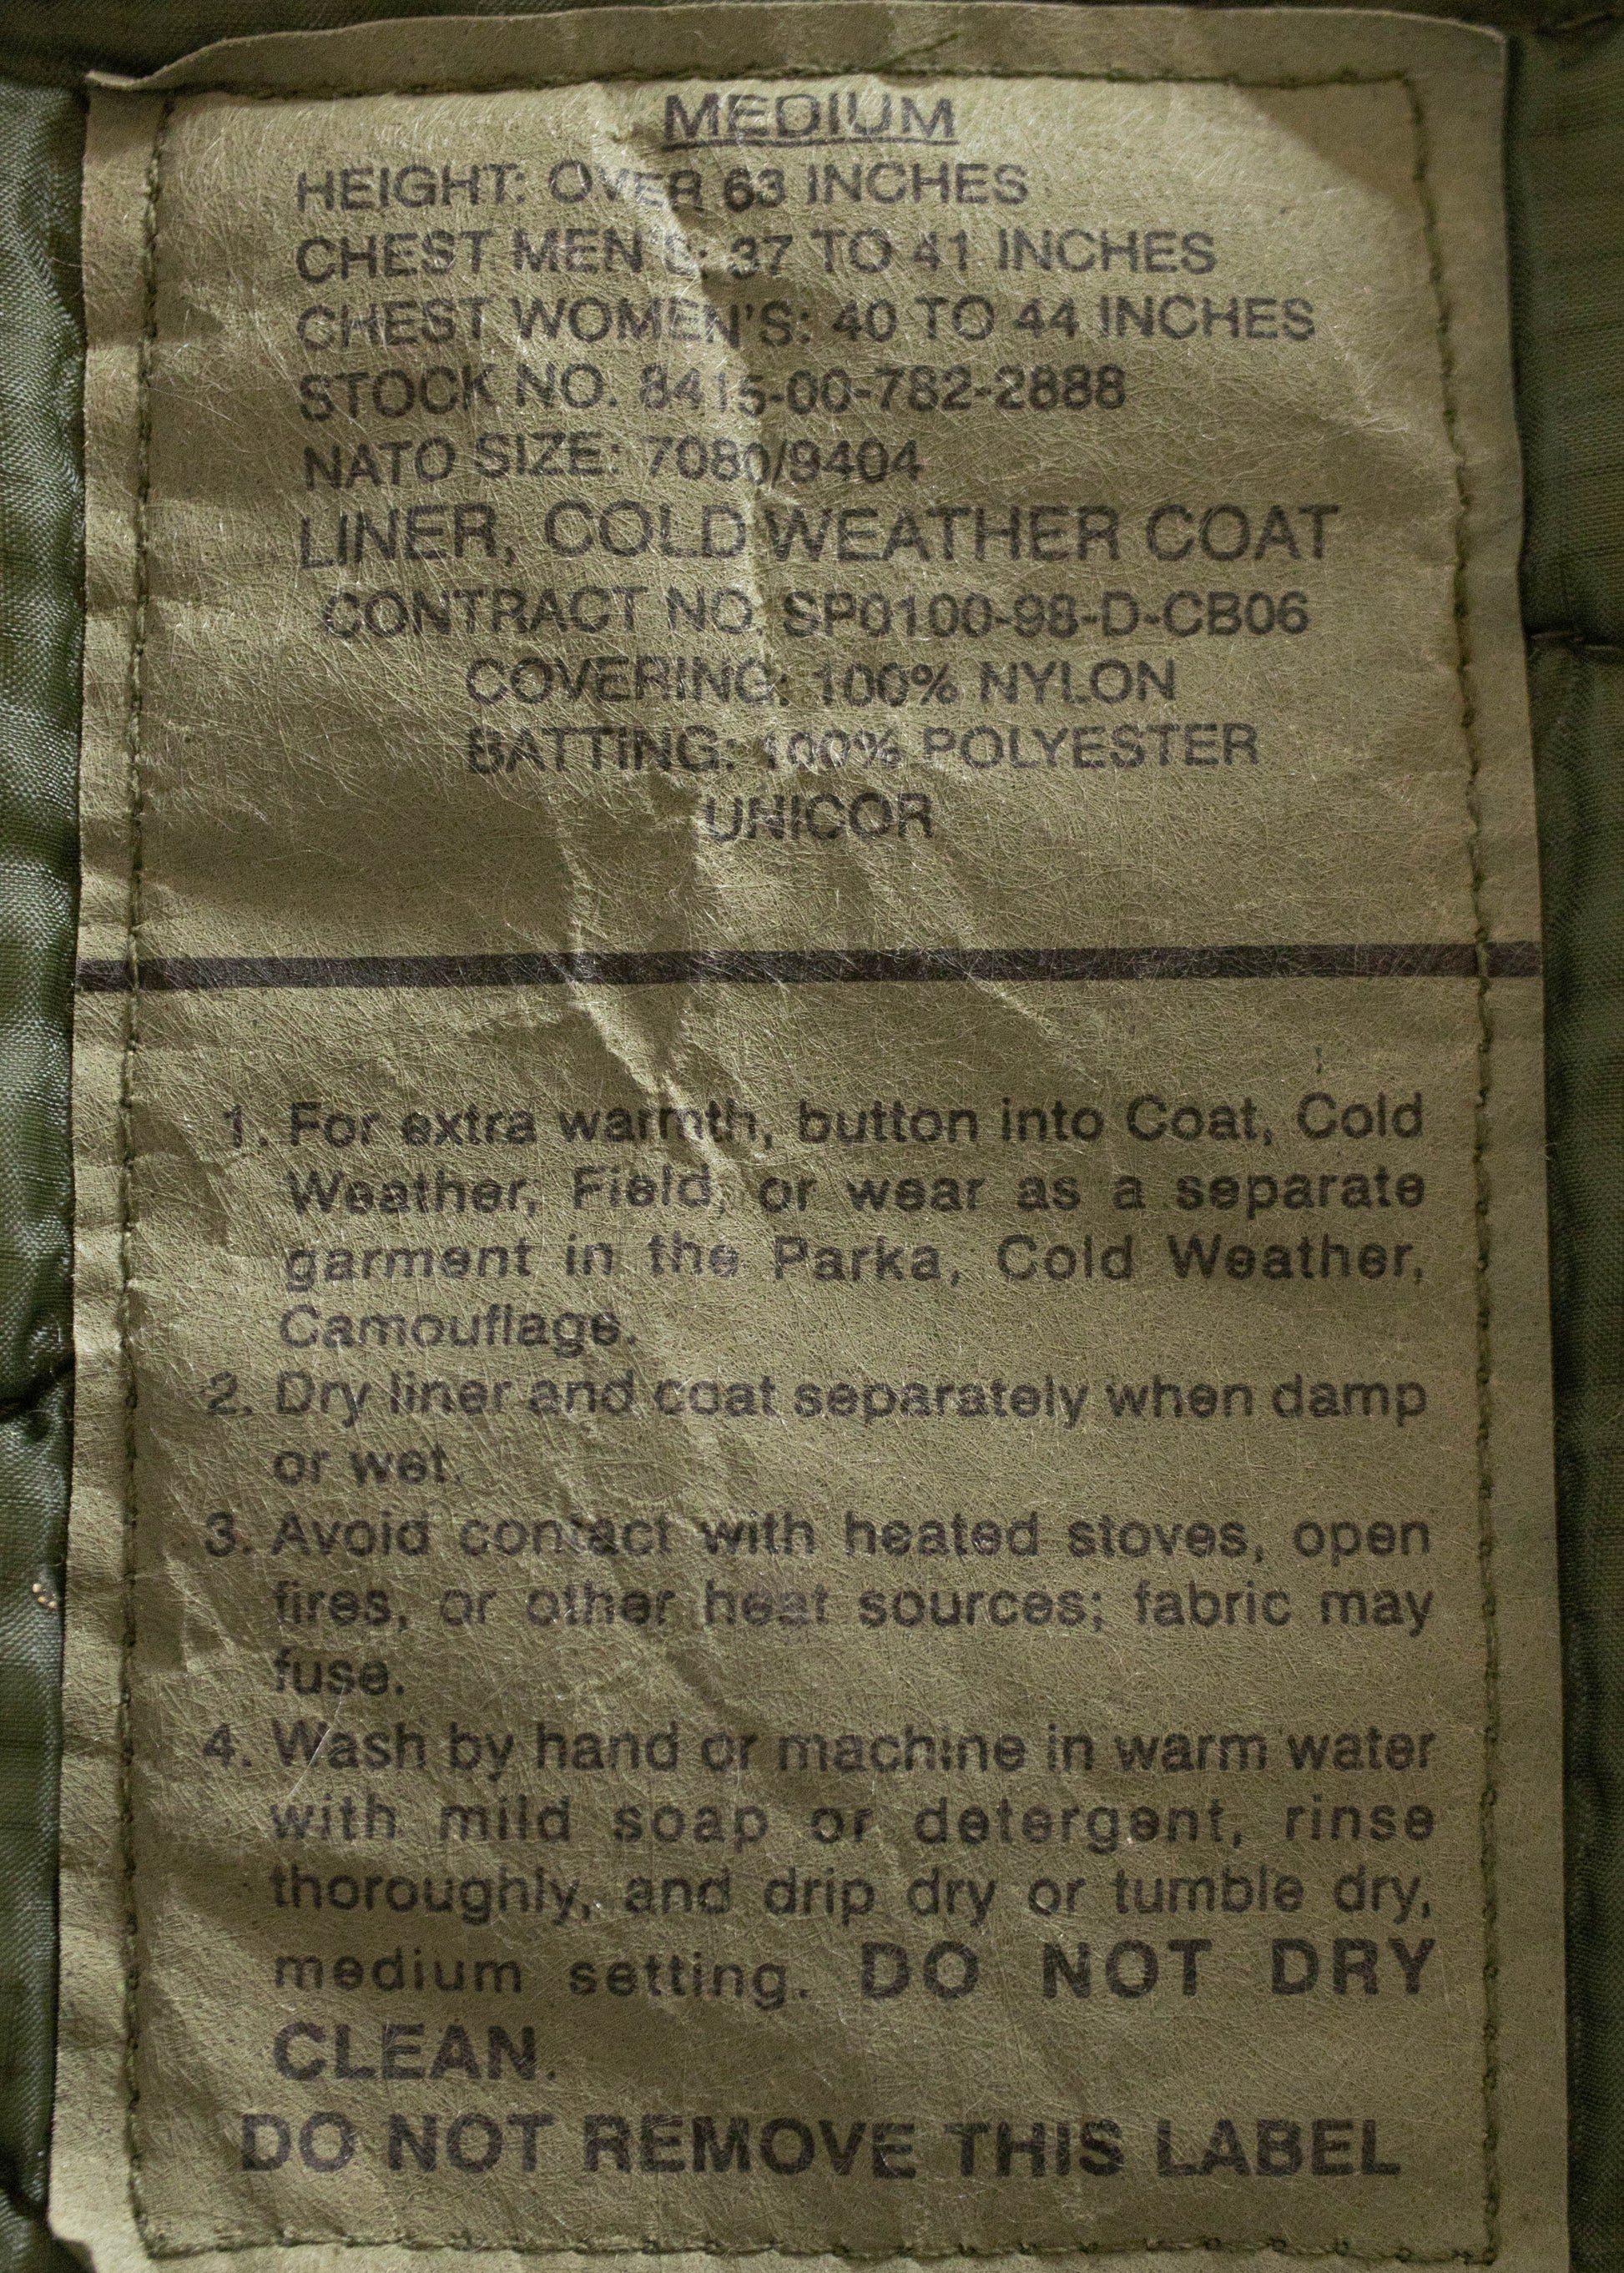 MEDIUM
HEIGHT: OVER 63 INCHES
CHEST MEN'S: 37 TO 41 INCHES
CHEST WOMEN'S: 40 TO 44 INCHES
STOCK NO. 8415-00-782-2888
NATO SIZE: 7080/9404
LINER, COLD WEATHER COAT
CONTRACT NO. SP0100-98-D-CB06
COVERING: 100% NYLON
BATTING: 100% POLYESTER
UNICOR
1. For extra warmth, button into Coat, Cold
Weather, Field, or wear as a separate
garment in the Parka, Cold Weather,
Camouflage.
2. Dry liner and coat separately when damp
or wet.
3. Avoid contact with heated stoves, open
fires, or other heat sources; fabric may
fuse.
4. Wash by hand or machine in warm water
with mild soap or detergent, rinse
thoroughly, and drip dry or tumble dry,
medium setting. DO NOT DRY
CLEAN.
DO NOT REMOVE THIS LABEL